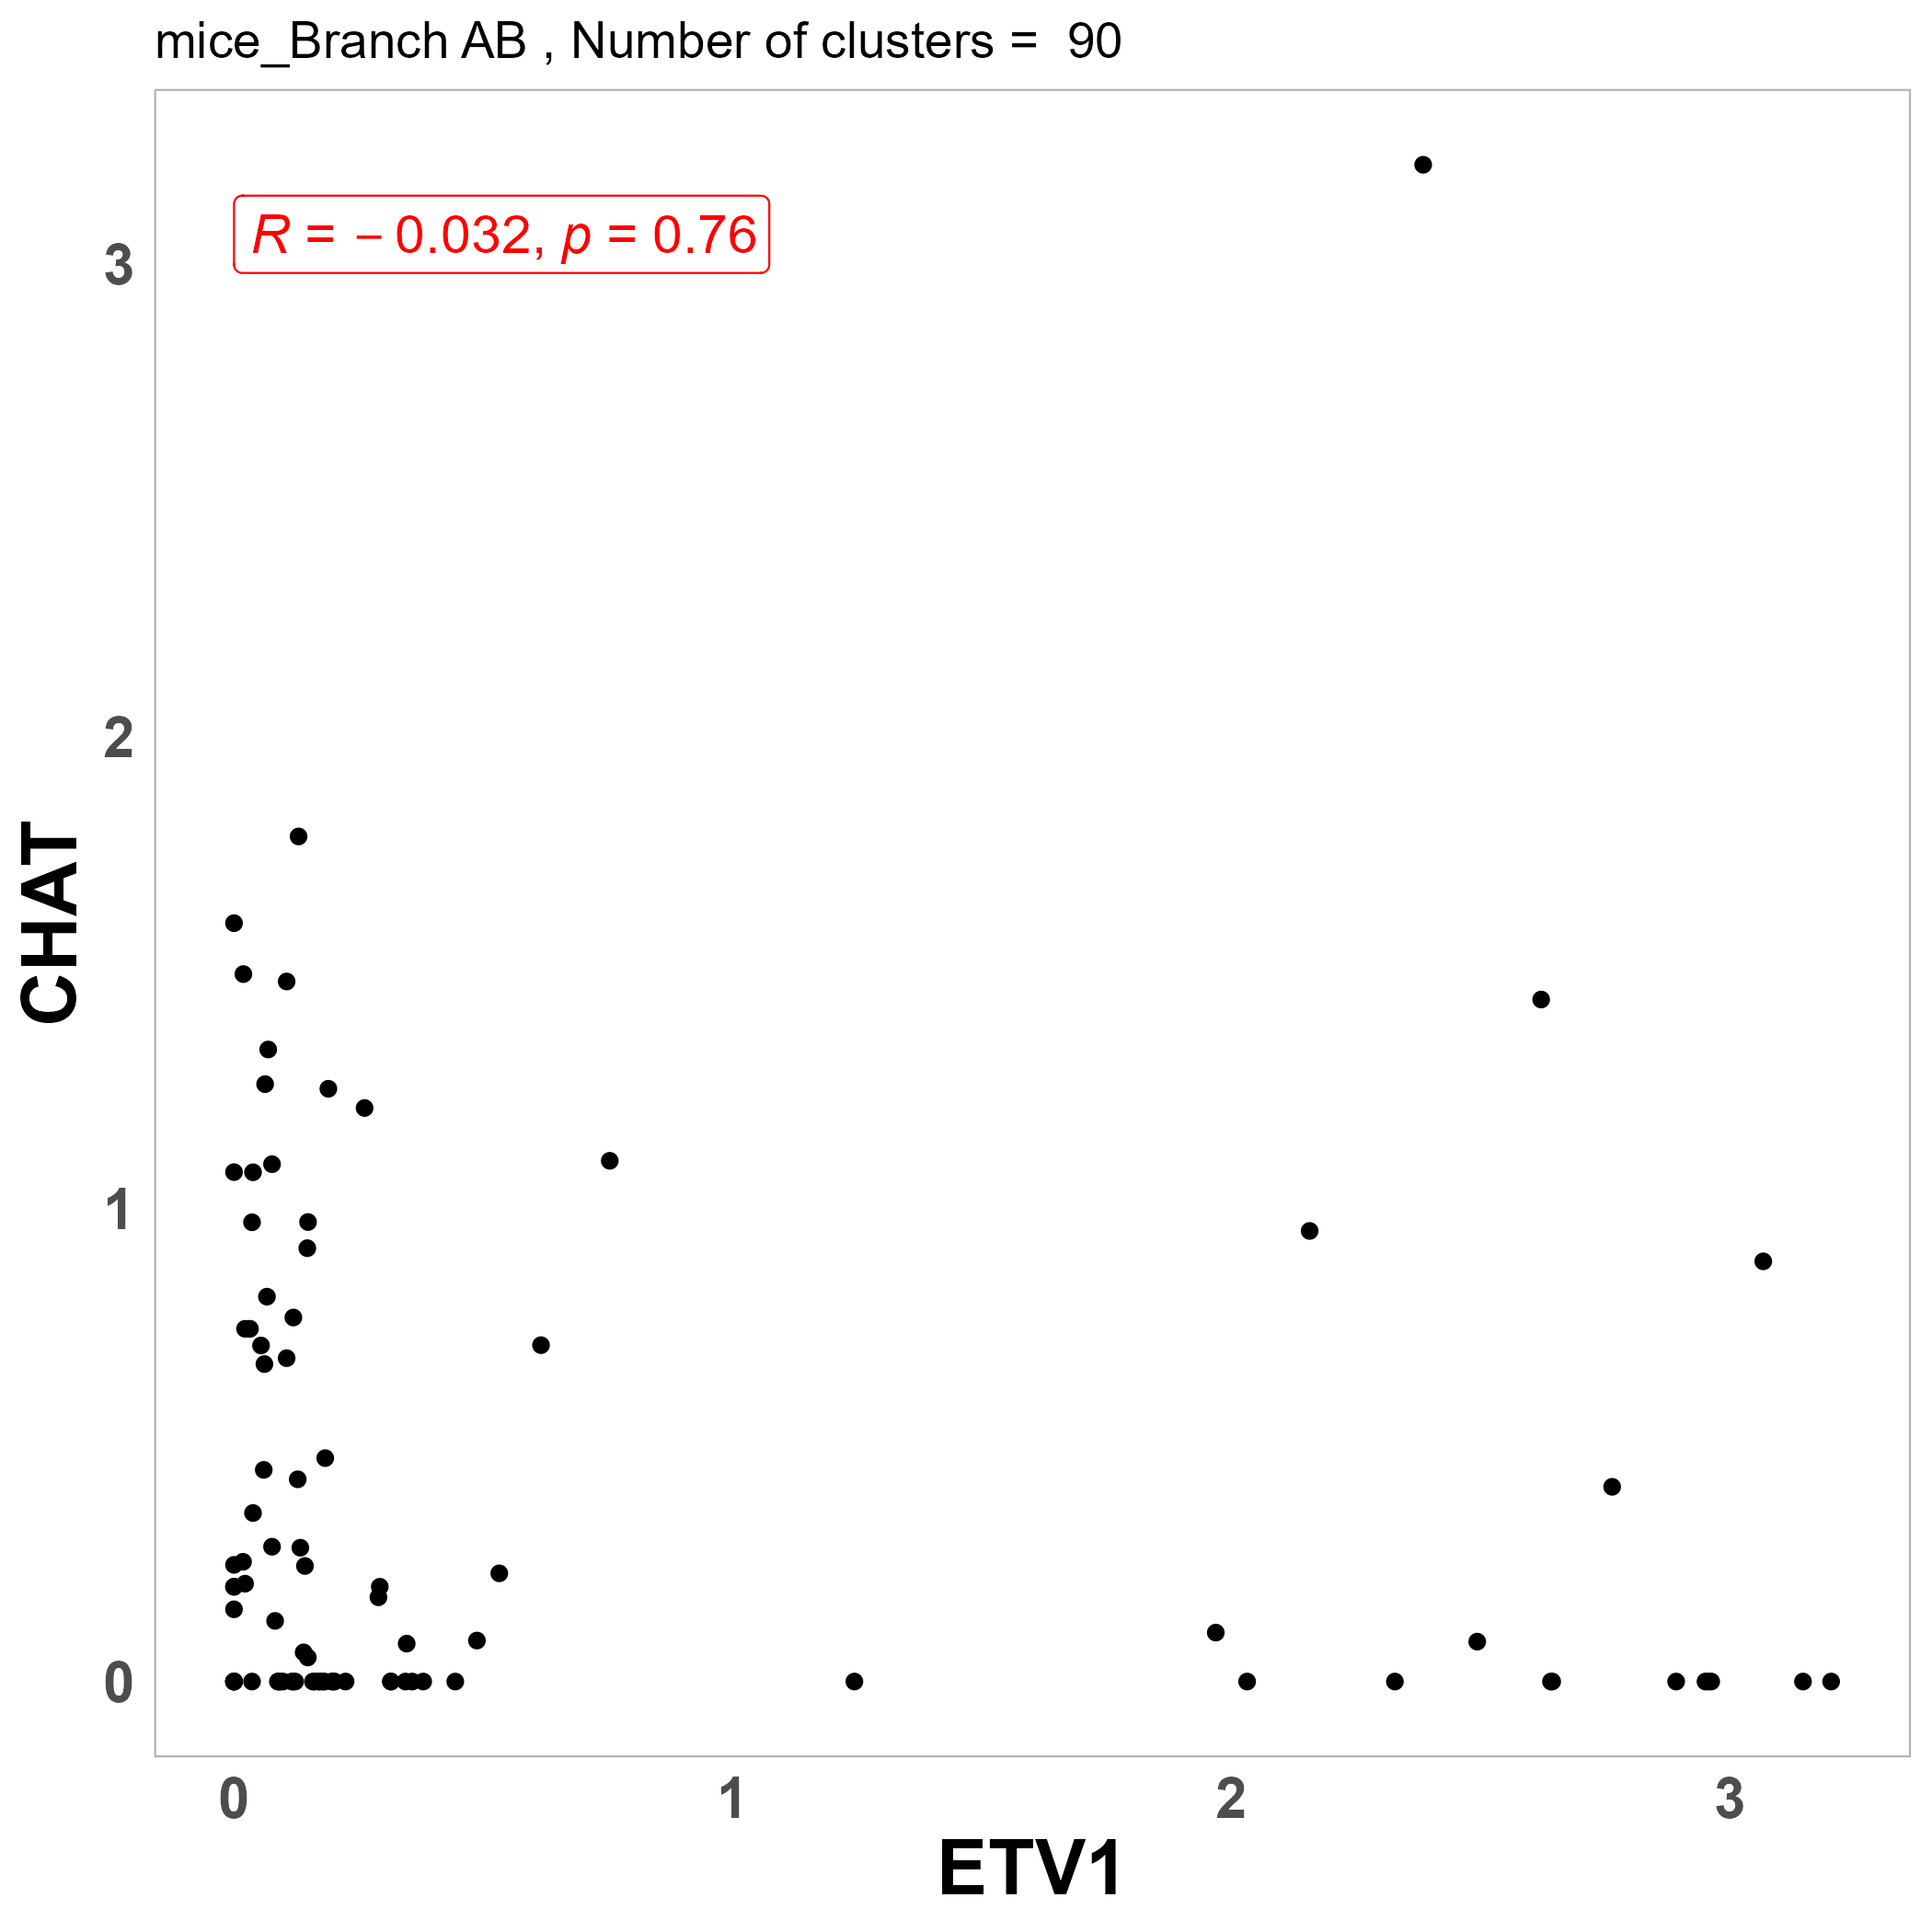 mice_Branch AB , Number of clusters =  90
R = − 0.032, p = 0.76
3
2
1
0
CHAT
0 1 2 3
ETV1